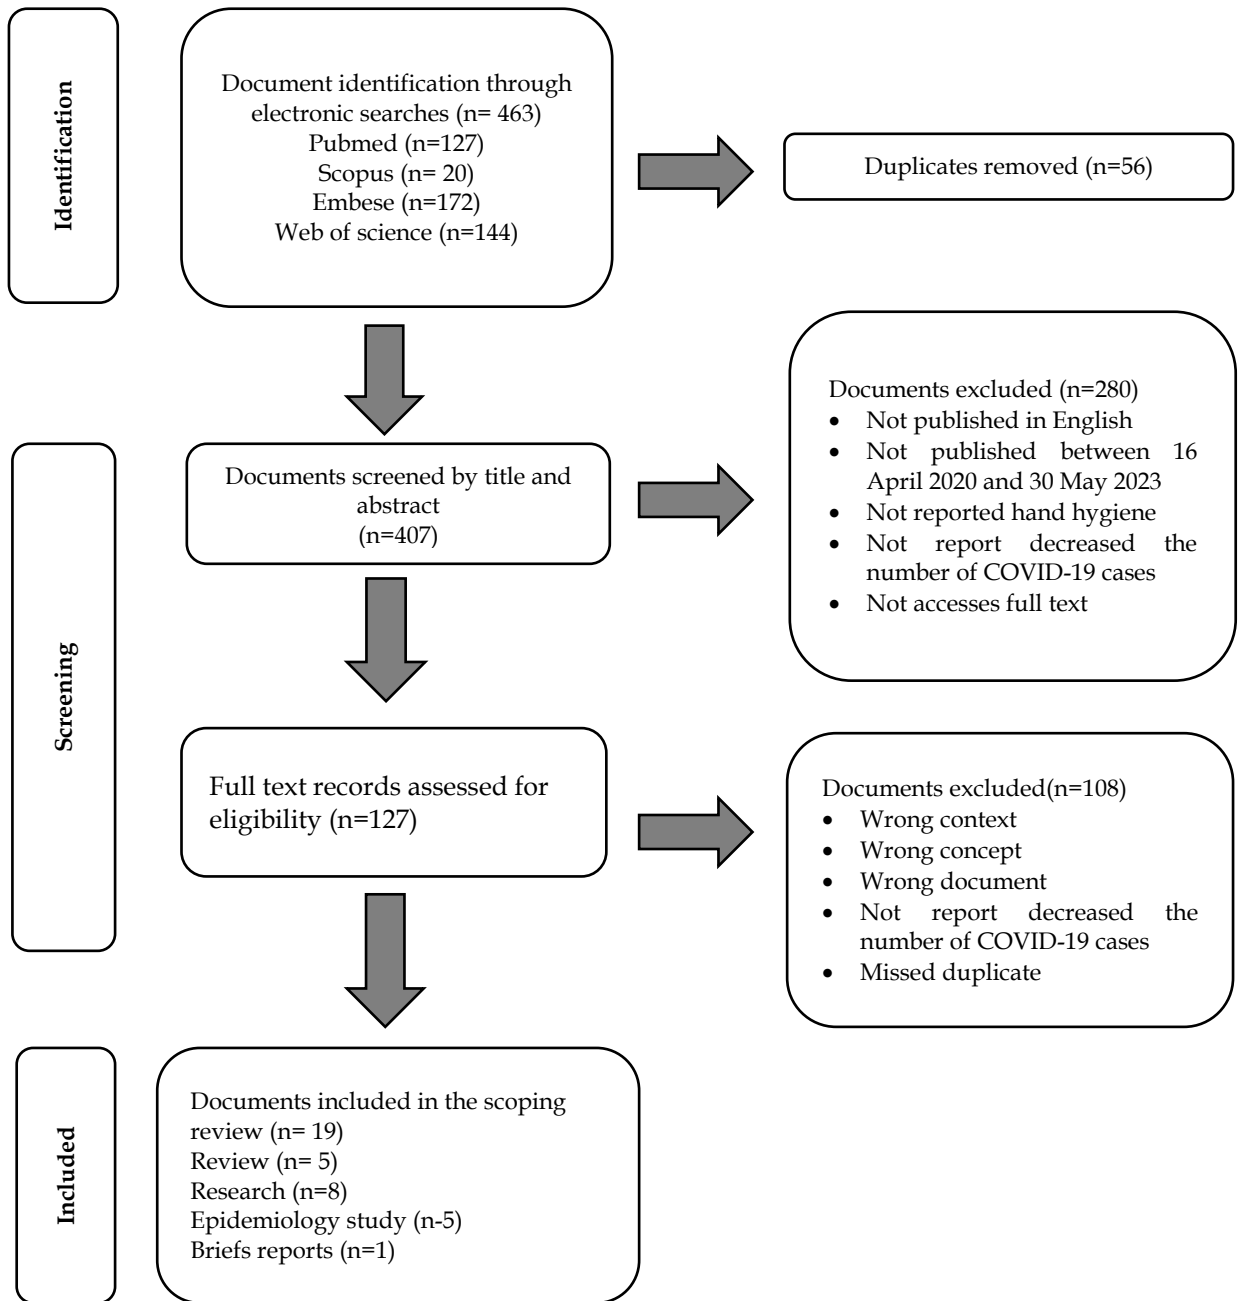 Identification
Document identification through
electronic searches (n= 463)
Pubmed (n=127)
Scopus (n= 20)
Embese (n=172)
Web of science (n=144)
Duplicates removed (n=56)
Screening
Documents screened by title and
abstract
(n=407)
Documents excluded (n=280)
• Not published in English
• Not published between 16
April 2020 and 30 May 2023
• Not reported hand hygiene
• Not report decreased the
number of COVID-19 cases
• Not accesses full text
Full text records assessed for
eligibility (n=127)
Documents excluded(n=108)
• Wrong context
• Wrong concept
• Wrong document
• Not report decreased the
number of COVID-19 cases
• Missed duplicate
Included
Documents included in the scoping
review (n= 19)
Review (n= 5)
Research (n=8)
Epidemiology study (n-5)
Briefs reports (n=1)